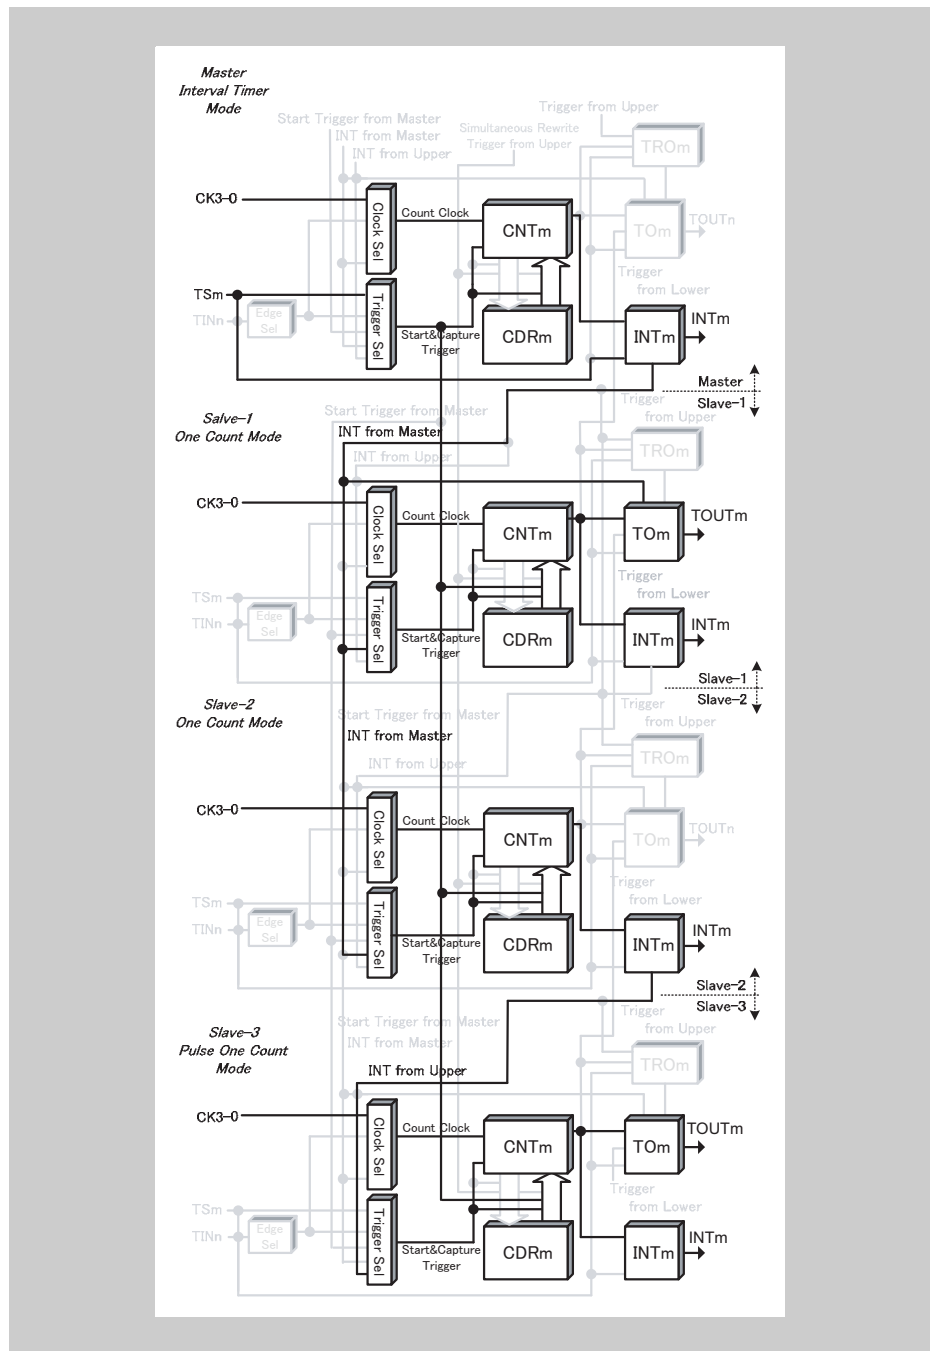 Master
Interval Timer
Mode
Trigger from Upper
Start Trigger from Master
INT from Master
INT from Upper
Simultaneous Rewrite
Trigger from Upper
TROm
CK3-0
Clock Sel
Count Clock
CNTm
TOm
TOUTn
Trigger
from Lower
TSm
TINn
Edge
Sel
Trigger Sel
Start&Capture
Trigger
CDRm
INTm
INTm
Master
Slave-1
Salve-1
One Count Mode
Start Trigger from Master
INT from Master
INT from Upper
Trigger
from Upper
TROm
CK3-0
Clock Sel
Count Clock
CNTm
TOm
TOUTm
Trigger
from Lower
TSm
TINn
Edge
Sel
Trigger Sel
Start&Capture
Trigger
CDRm
INTm
INTm
Slave-1
Slave-2
Slave-2
One Count Mode
Start Trigger from Master
INT from Master
INT from Upper
Trigger
from Upper
TROm
CK3-0
Clock Sel
Count Clock
CNTm
TOm
TOUTn
Trigger
from Lower
TSm
TINn
Edge
Sel
Trigger Sel
Start&Capture
Trigger
CDRm
INTm
INTm
Slave-2
Slave-3
Slave-3
Pulse One Count
Mode
Start Trigger from Master
INT from Master
INT from Upper
Trigger
from Upper
TROm
CK3-0
Clock Sel
Count Clock
CNTm
TOm
TOUTm
Trigger
from Lower
TSm
TINn
Edge
Sel
Trigger Sel
Start&Capture
Trigger
CDRm
INTm
INTm